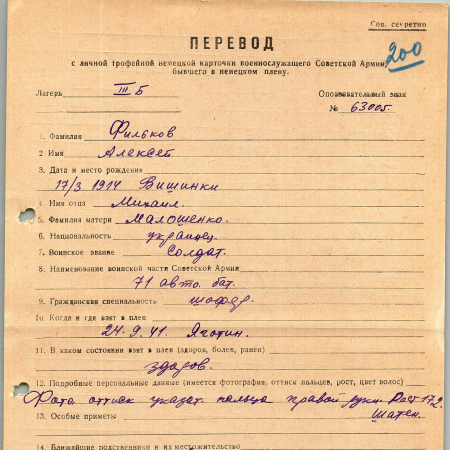 Сов. секретно
ПЕРЕВОД
200
с личной трофейной немецкой карточки военнослужащего Советской Армии,
бывшего в немецком плену.
Лагерь III Б
Опознавательный знак
№ 63005.
1. Фамилия Фильков
2. Имя Алексей
3. Дата и место рождения
17/3 1914 Вишинки
4. Имя отца Михаил.
5. Фамилия матери Малошенко.
6. Национальность украинец.
7. Воинское звание Солдат.
8. Наименование воинской части Советской Армии
71 авто. бат.
9. Гражданская специальность шофер.
10. Когда и где взят в плен
24.9.41. Яготин.
11. В каком состоянии взят в плен (здоров, болен, ранен)
здоров.
12. Подробные персональные данные (имеется фотография, оттиск пальцев, рост, цвет волос)
Фото оттиск указат. пальца правой руки Рост 172.
13. Особые приметы шатен.
14. Ближайшие родственники и их местожительство